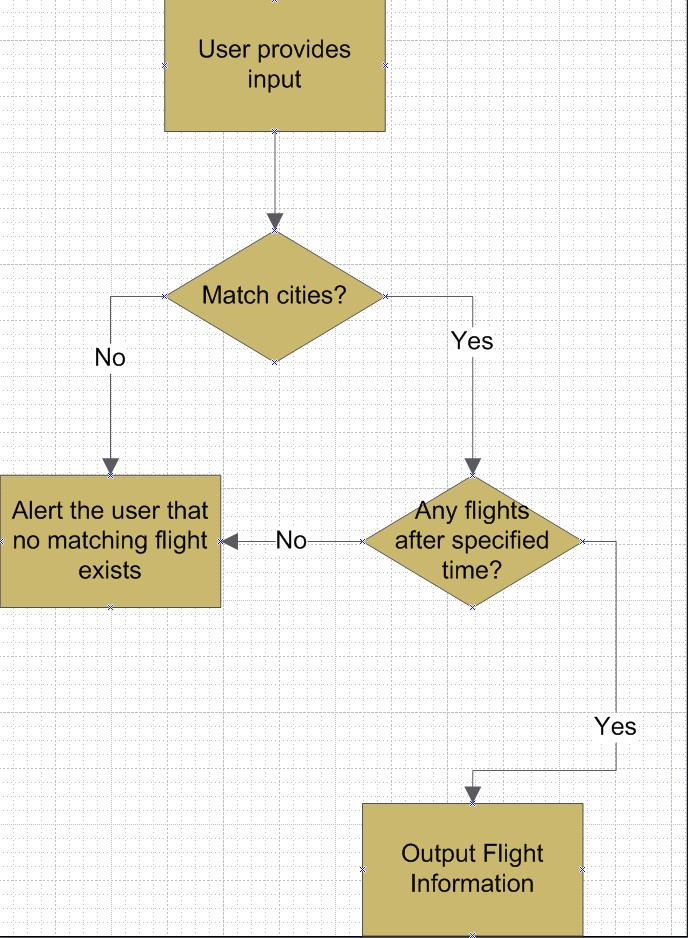 User provides
input
Match cities?
No
Yes
Alert the user that
no matching flight
exists
No
Any flights
after specified
time?
Yes
Output Flight
Information